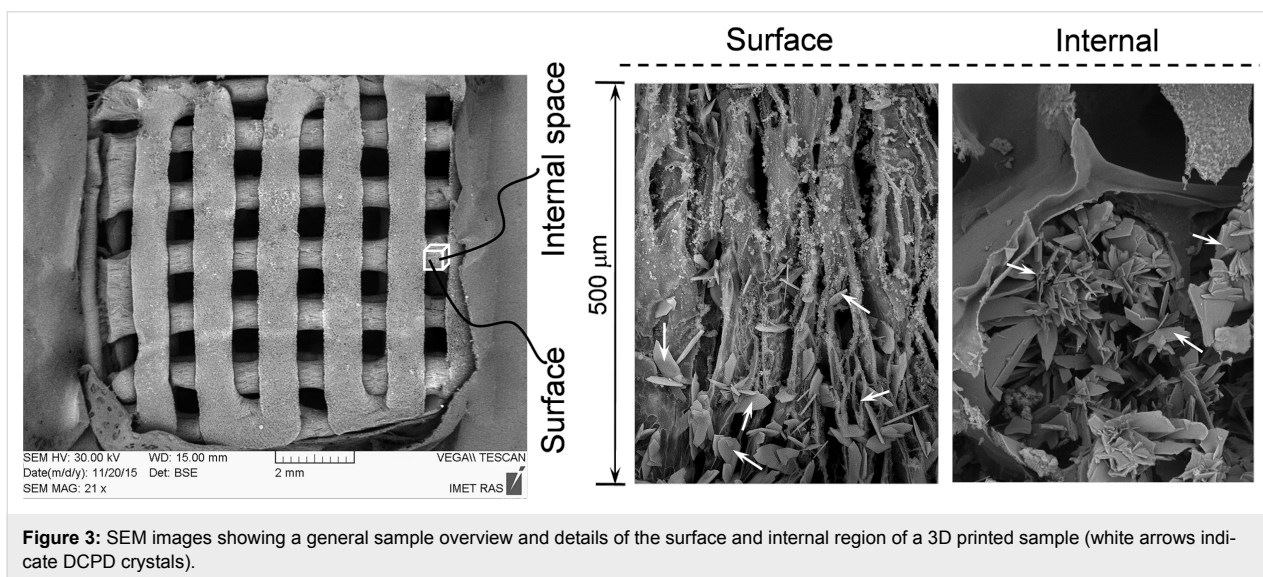 Surface
Internal
Internal space
Surface
500 μm
SEM HV: 30.00 kV WD: 15.00 mm VEGA\\ TESCAN
Date(m/d/y): 11/20/15 Det: BSE 2 mm
SEM MAG: 21 x IMET RAS
Figure 3: SEM images showing a general sample overview and details of the surface and internal region of a 3D printed sample (white arrows indi-
cate DCPD crystals).